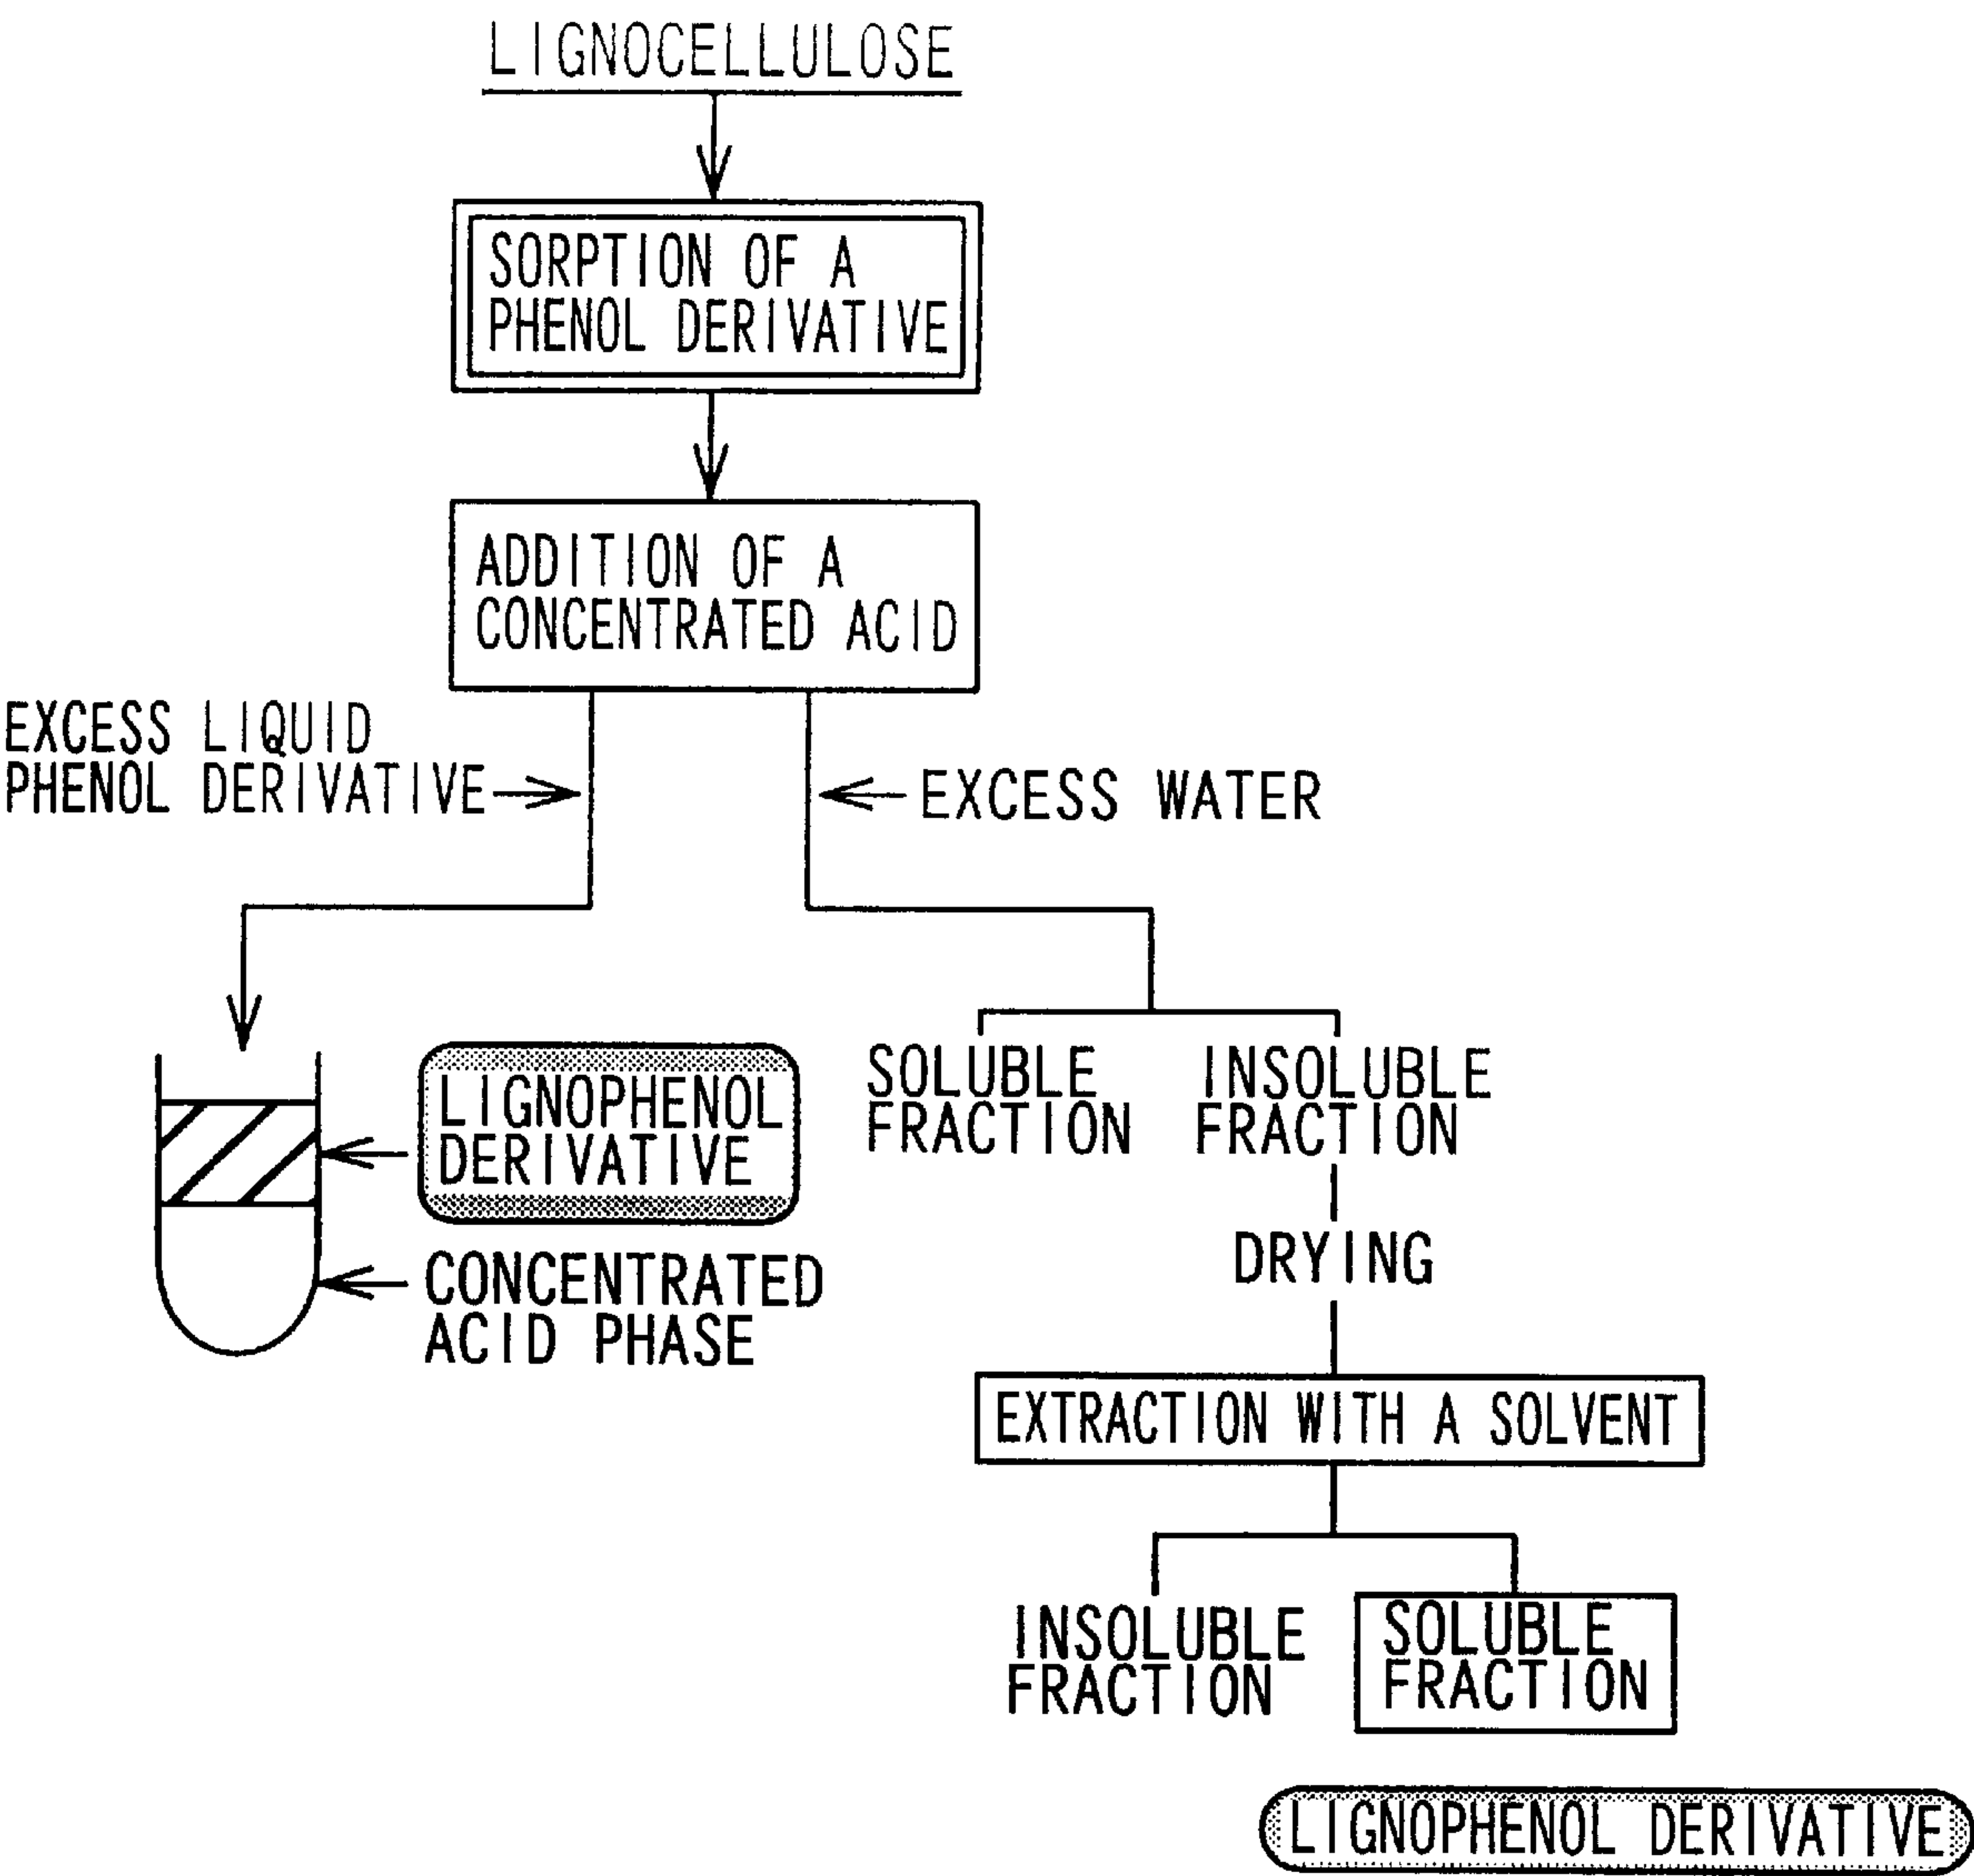 LIGNOCELLULOSE
SORPTION OF A
PHENOL DERIVATIVE
ADDITION OF A
CONCENTRATED ACID
EXCESS LIQUID
PHENOL DERIVATIVE
EXCESS WATER
SOLUBLE
FRACTION
INSOLUBLE
FRACTION
LIGNOPHENOL
DERIVATIVE
CONCENTRATED
ACID PHASE
DRYING
EXTRACTION WITH A SOLVENT
INSOLUBLE
FRACTION
SOLUBLE
FRACTION
LIGNOPHENOL DERIVATIVE